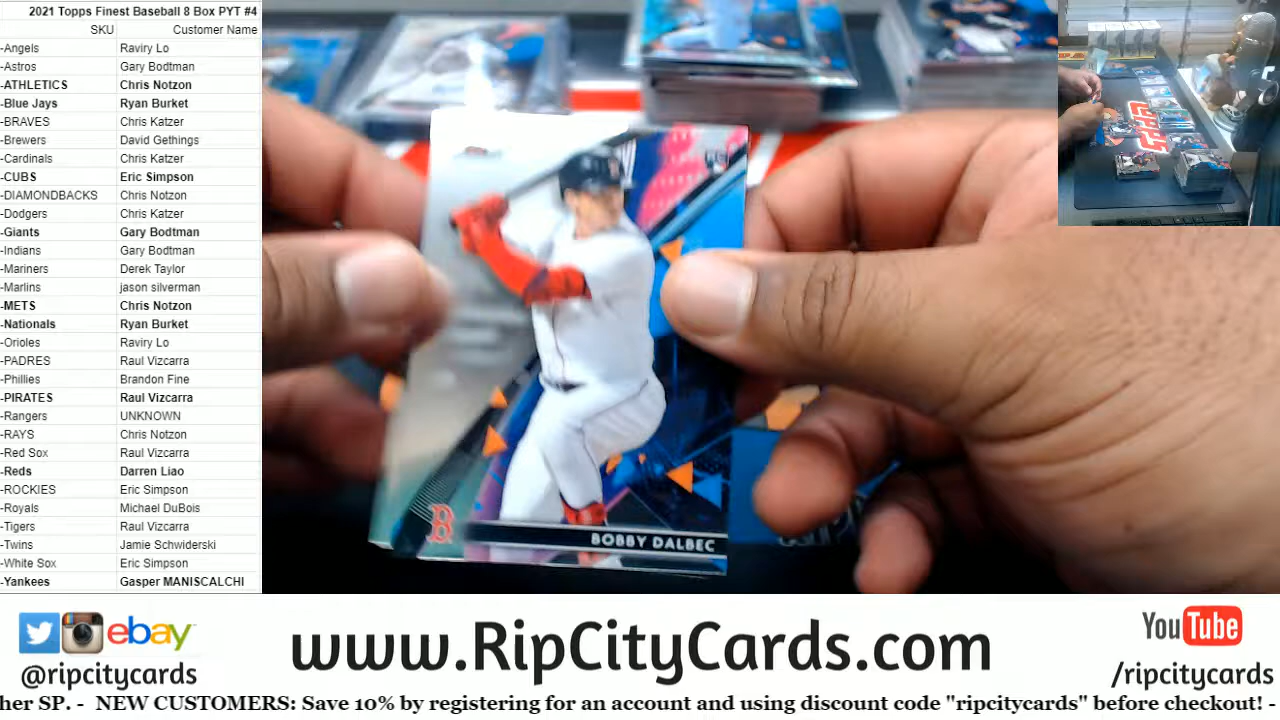 2021 Topps Finest Baseball 8 Box PYT #4
SKU Customer Name
-Angels Raviry Lo
-Astros Gary Bodtman
-ATHLETICS Chris Notzon
-Blue Jays Ryan Burket
-BRAVES Chris Katzer
-Brewers David Gethings
-Cardinals Chris Katzer
-CUBS Eric Simpson
-DIAMONDBACKS Chris Notzon
-Dodgers Chris Katzer
-Giants Gary Bodtman
-Indians Gary Bodtman
-Mariners Derek Taylor
-Marlins jason silverman
-METS Chris Notzon
-Nationals Ryan Burket
-Orioles Raviry Lo
-PADRES Raul Vizcarra
-Phillies Brandon Fine
-PIRATES Raul Vizcarra
-Rangers UNKNOWN
-RAYS Chris Notzon
-Red Sox Raul Vizcarra
-Reds Darren Liao
-ROCKIES Eric Simpson
-Royals Michael DuBois
-Tigers Raul Vizcarra
-Twins Jamie Schwiderski
-White Sox Eric Simpson
-Yankees Gasper MANISCALCHI
B
BOBBY DALBEC
ebay
@ripcitycards
www.RipCityCards.com
YouTube
/ripcitycards
her SP. - NEW CUSTOMERS: Save 10% by registering for an account and using discount code "ripcitycards" before checkout! -